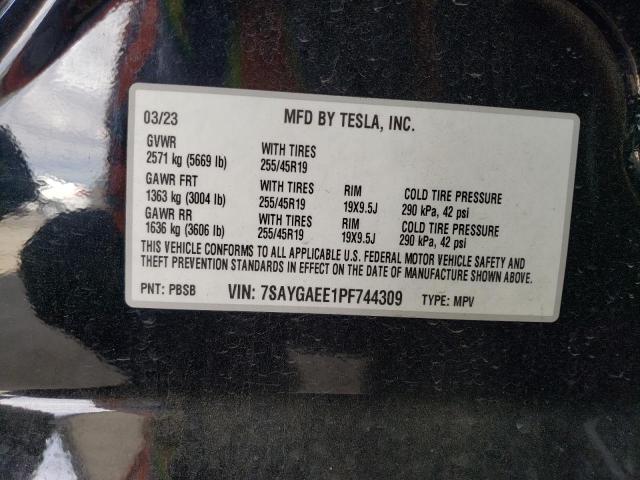 03/23 MFD BY TESLA, INC.
GVWR WITH TIRES
2571 kg (5669 lb) 255/45R19
GAWR FRT WITH TIRES RIM COLD TIRE PRESSURE
1363 kg (3004 lb) 255/45R19 19X9.5J 290 kPa, 42 psi
GAWR RR WITH TIRES RIM COLD TIRE PRESSURE
1636 kg (3606 lb) 255/45R19 19X9.5J 290 kPa, 42 psi
THIS VEHICLE CONFORMS TO ALL APPLICABLE U.S. FEDERAL MOTOR VEHICLE SAFETY AND
THEFT PREVENTION STANDARDS IN EFFECT ON THE DATE OF MANUFACTURE SHOWN ABOVE.
PNT: PBSB VIN: 7SAYGAEE1PF744309 TYPE: MPV